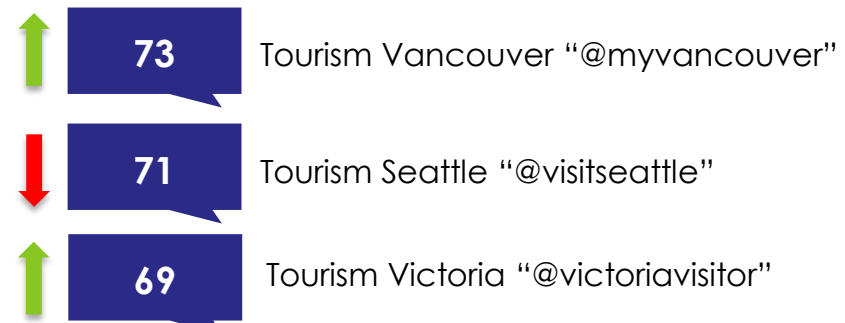 73 Tourism Vancouver “@myvancouver”
71 Tourism Seattle “@visitseattle”
69 Tourism Victoria “@victoriavisitor”